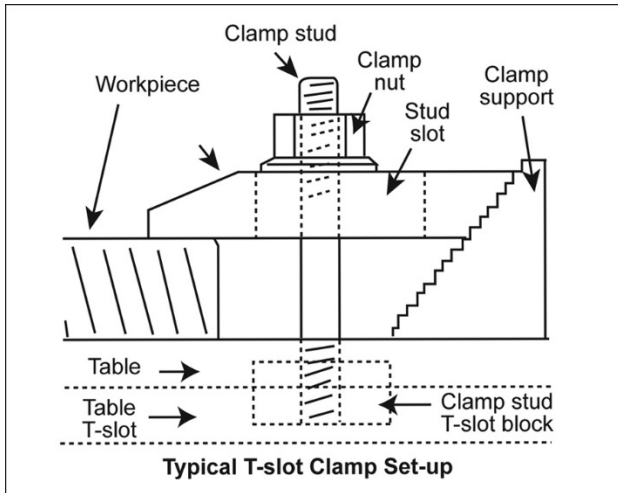 Clamp stud
Clamp
nut
Workpiece
Clamp
support
Stud
slot
Table
Table
T-slot
Clamp stud
T-slot block
Typical T-slot Clamp Set-up